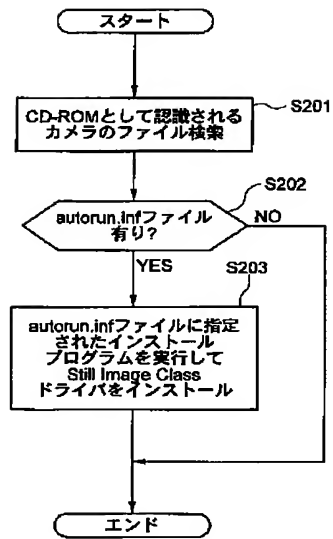 スタート
S201
CD-ROMとして認識される
カメラのファイル検索
S202
autorun.infファイル
有り?
NO
YES
S203
autorun.infファイルに指定
されたインストール
プログラムを実行して
Still Image Class
ドライバをインストール
エンド